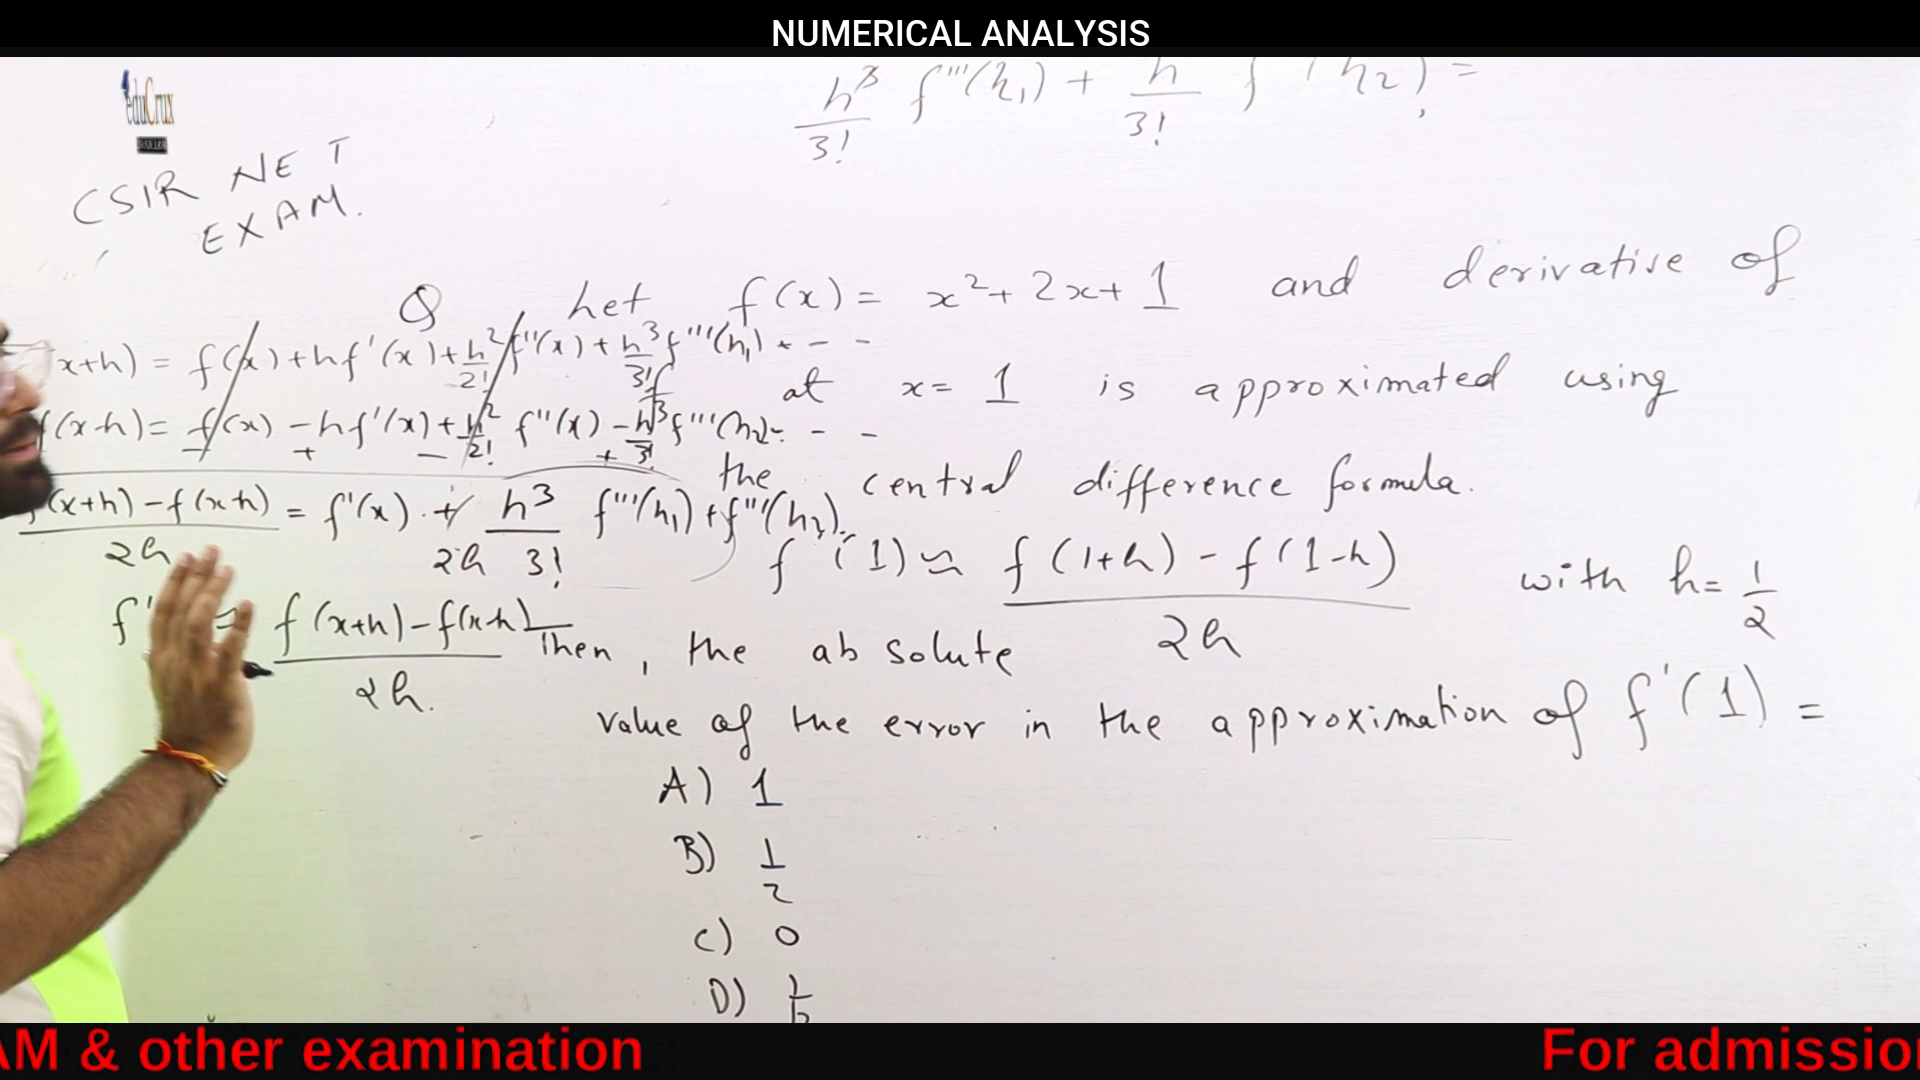 NUMERICAL ANALYSIS
eduCrux
h³/3! f'''(h₁) + h/3! f (h₂) =
CSIR NET
EXAM.
Q Let f(x) = x² + 2x + 1 and derivative of
x+h) = f(x) + hf'(x) + h²/2! f''(x) + h³/3! f'''(h₁) + - -
f at x = 1 is approximated using
f(x-h) = f(x) - hf'(x) + h²/2! f''(x) - h³/3! f'''(h₂) - - -
the central difference formula.
(x+h) - f(x-h) / 2h = f'(x) + h³ / 2h 3! f'''(h₁) + f'''(h₂).
f'(1) ≈ f(1+h) - f(1-h) / 2h with h = 1/2
f' ≈ f(x+h) - f(x-h) / 2h.
Then, the absolute
value of the error in the approximation of f'(1) =
A) 1
B) 1/2
C) 0
D)
AM & other examination For admission